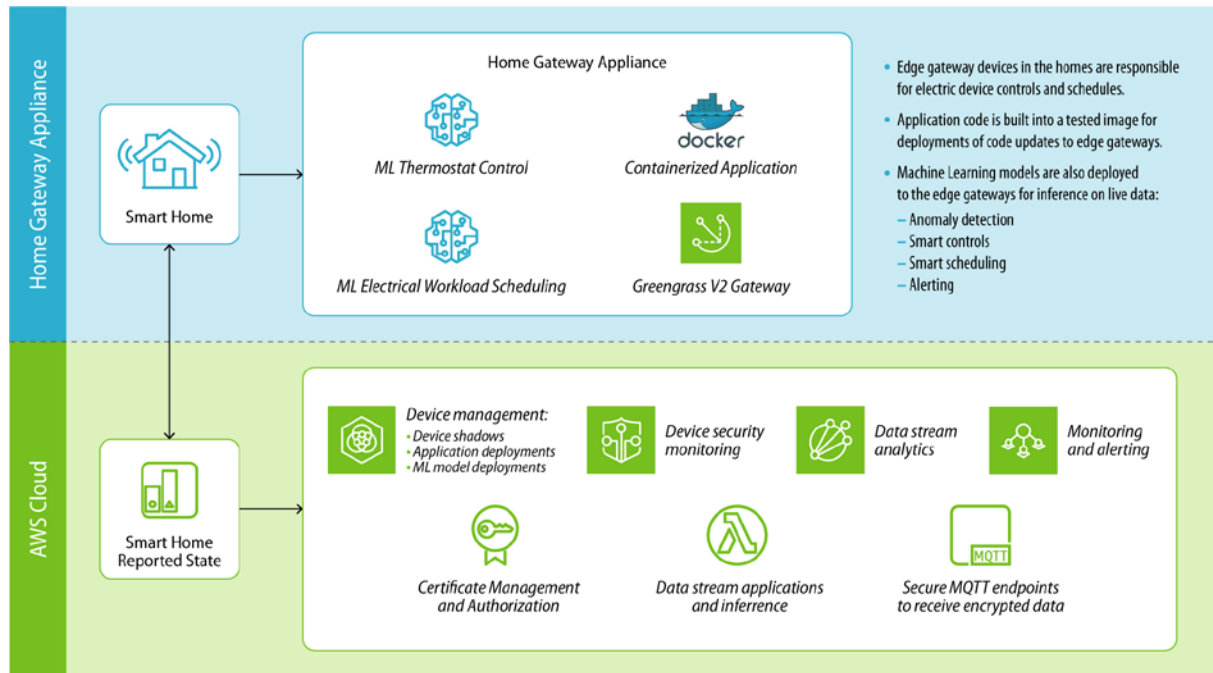 Home Gateway Appliance
Smart Home
Home Gateway Appliance
ML Thermostat Control
docker
Containerized Application
ML Electrical Workload Scheduling
Greengrass V2 Gateway
• Edge gateway devices in the homes are responsible
for electric device controls and schedules.
• Application code is built into a tested image for
deployments of code updates to edge gateways.
• Machine Learning models are also deployed
to the edge gateways for inference on live data:
– Anomaly detection
– Smart controls
– Smart scheduling
– Alerting
AWS Cloud
Smart Home
Reported State
Device management:
• Device shadows
• Application deployments
• ML model deployments
Device security
monitoring
Data stream
analytics
Monitoring
and alerting
Certificate Management
and Authorization
Data stream applications
and inferrence
MQTT
Secure MQTT endpoints
to receive encrypted data